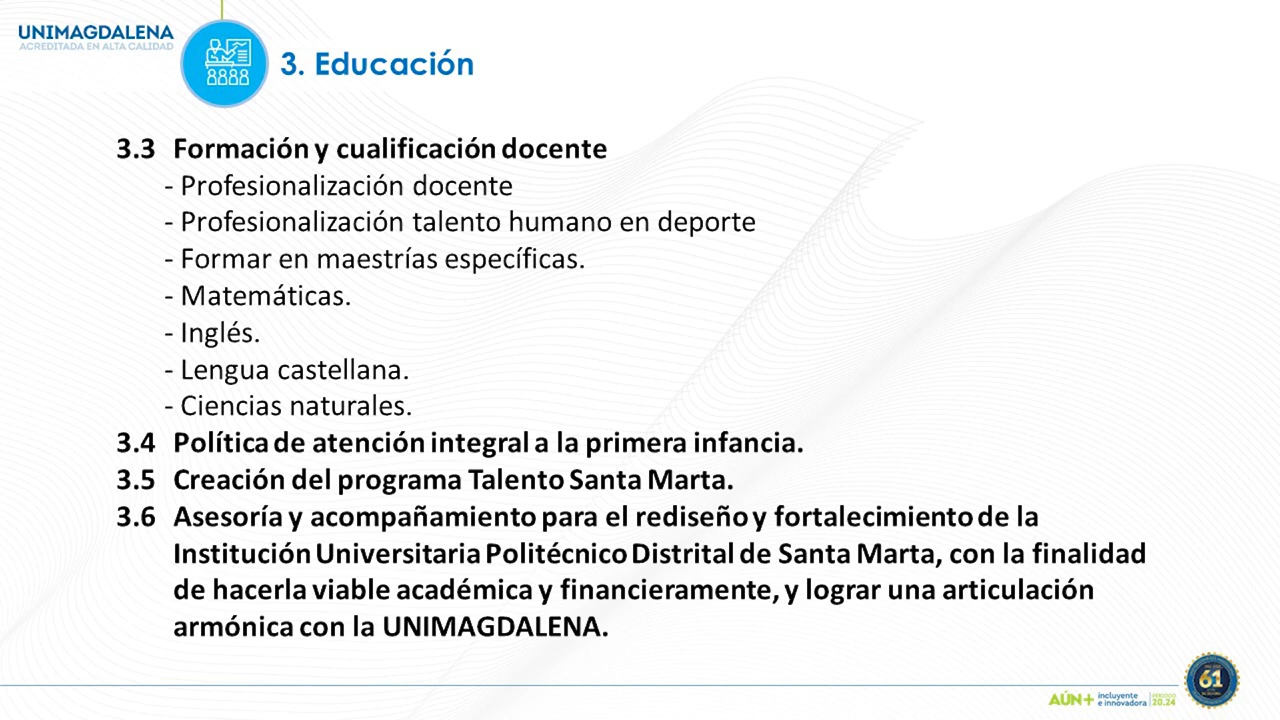 UNIMAGDALENA
ACREDITADA EN ALTA CALIDAD
3. Educación
3.3 Formación y cualificación docente
- Profesionalización docente
- Profesionalización talento humano en deporte
- Formar en maestrías específicas.
- Matemáticas.
- Inglés.
- Lengua castellana.
- Ciencias naturales.
3.4 Política de atención integral a la primera infancia.
3.5 Creación del programa Talento Santa Marta.
3.6 Asesoría y acompañamiento para el rediseño y fortalecimiento de la
Institución Universitaria Politécnico Distrital de Santa Marta, con la finalidad
de hacerla viable académica y financieramente, y lograr una articulación
armónica con la UNIMAGDALENA.
AÚN+ incluyente
e innovadora
PERIODO
20.24
61